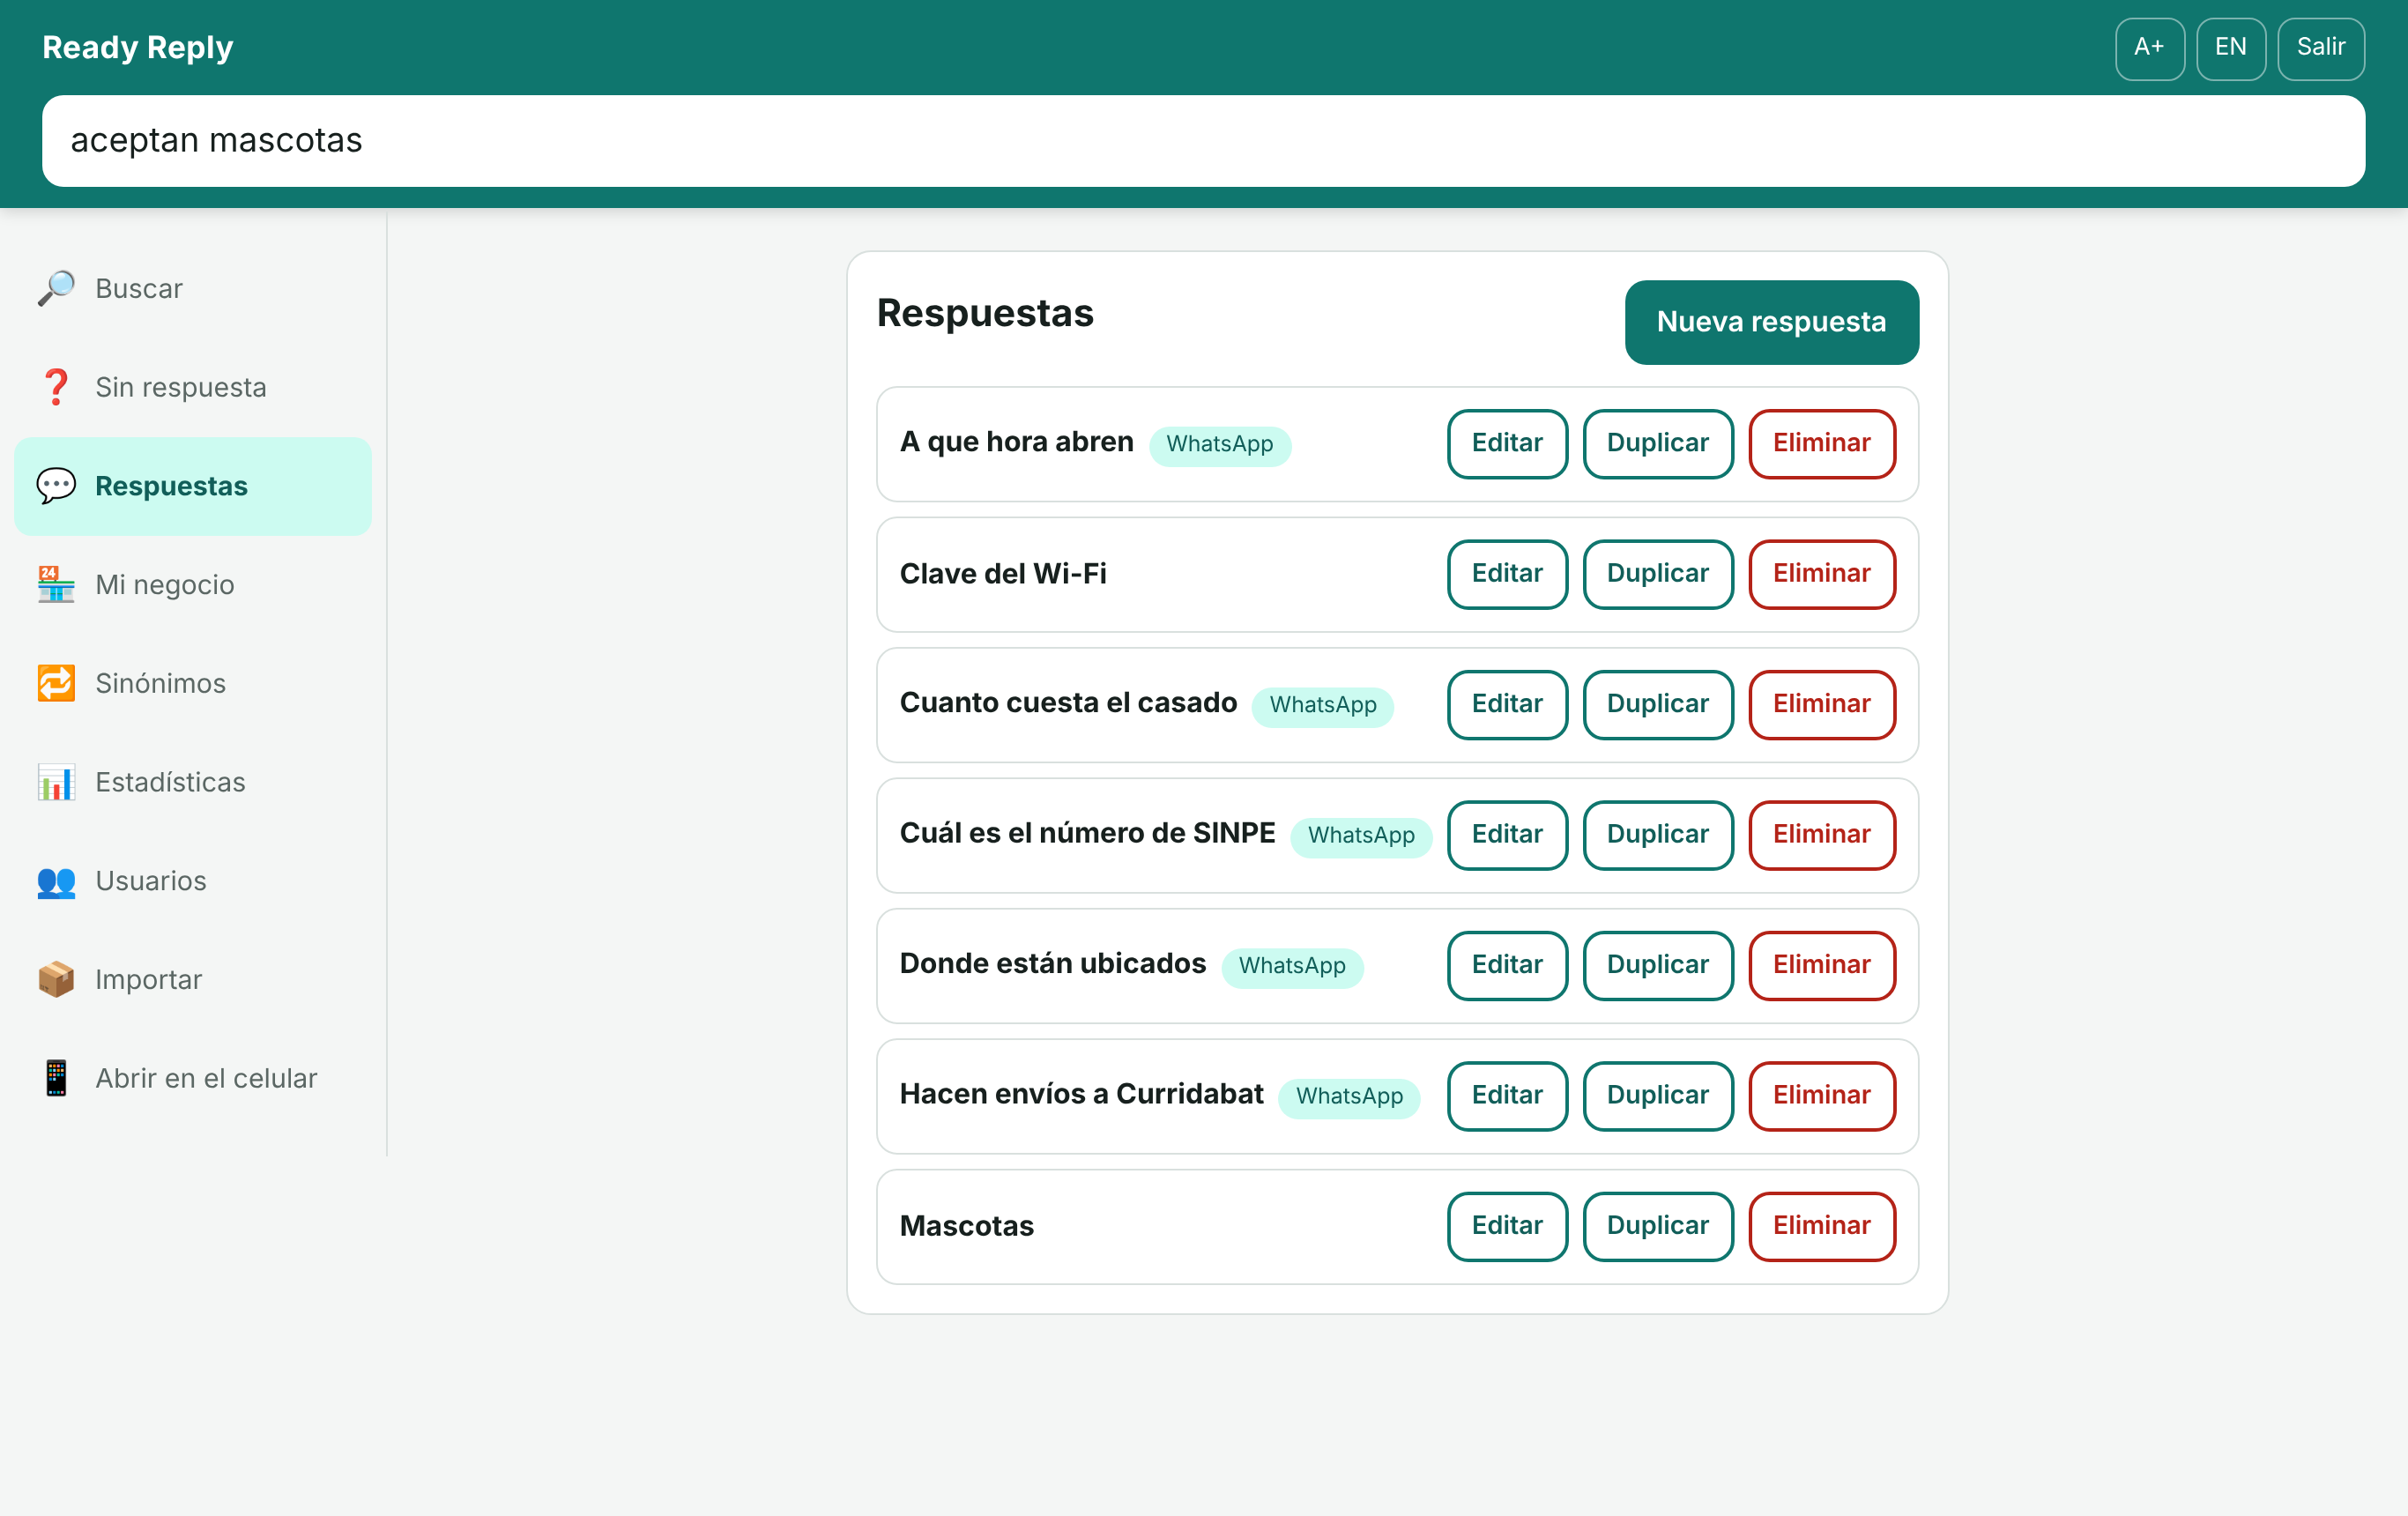 Ready Reply
A+ EN Salir
aceptan mascotas
Buscar
Sin respuesta
Respuestas
Mi negocio
Sinónimos
Estadísticas
Usuarios
Importar
Abrir en el celular
Respuestas
Nueva respuesta
A que hora abren WhatsApp Editar Duplicar Eliminar
Clave del Wi-Fi Editar Duplicar Eliminar
Cuanto cuesta el casado WhatsApp Editar Duplicar Eliminar
Cuál es el número de SINPE WhatsApp Editar Duplicar Eliminar
Donde están ubicados WhatsApp Editar Duplicar Eliminar
Hacen envíos a Curridabat WhatsApp Editar Duplicar Eliminar
Mascotas Editar Duplicar Eliminar